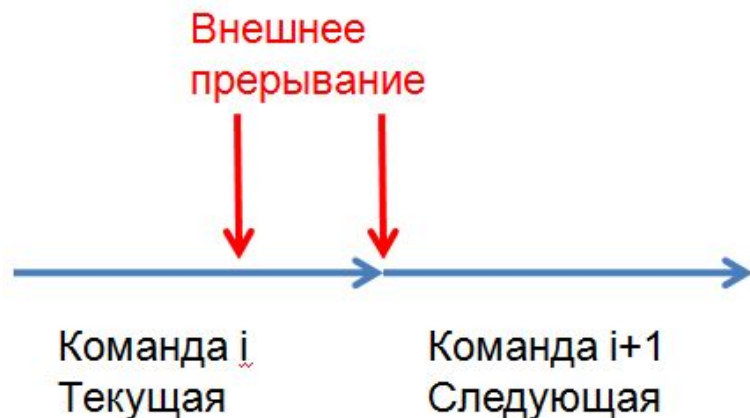 Внешнее
прерывание
Команда i
Текущая
Команда i+1
Следующая